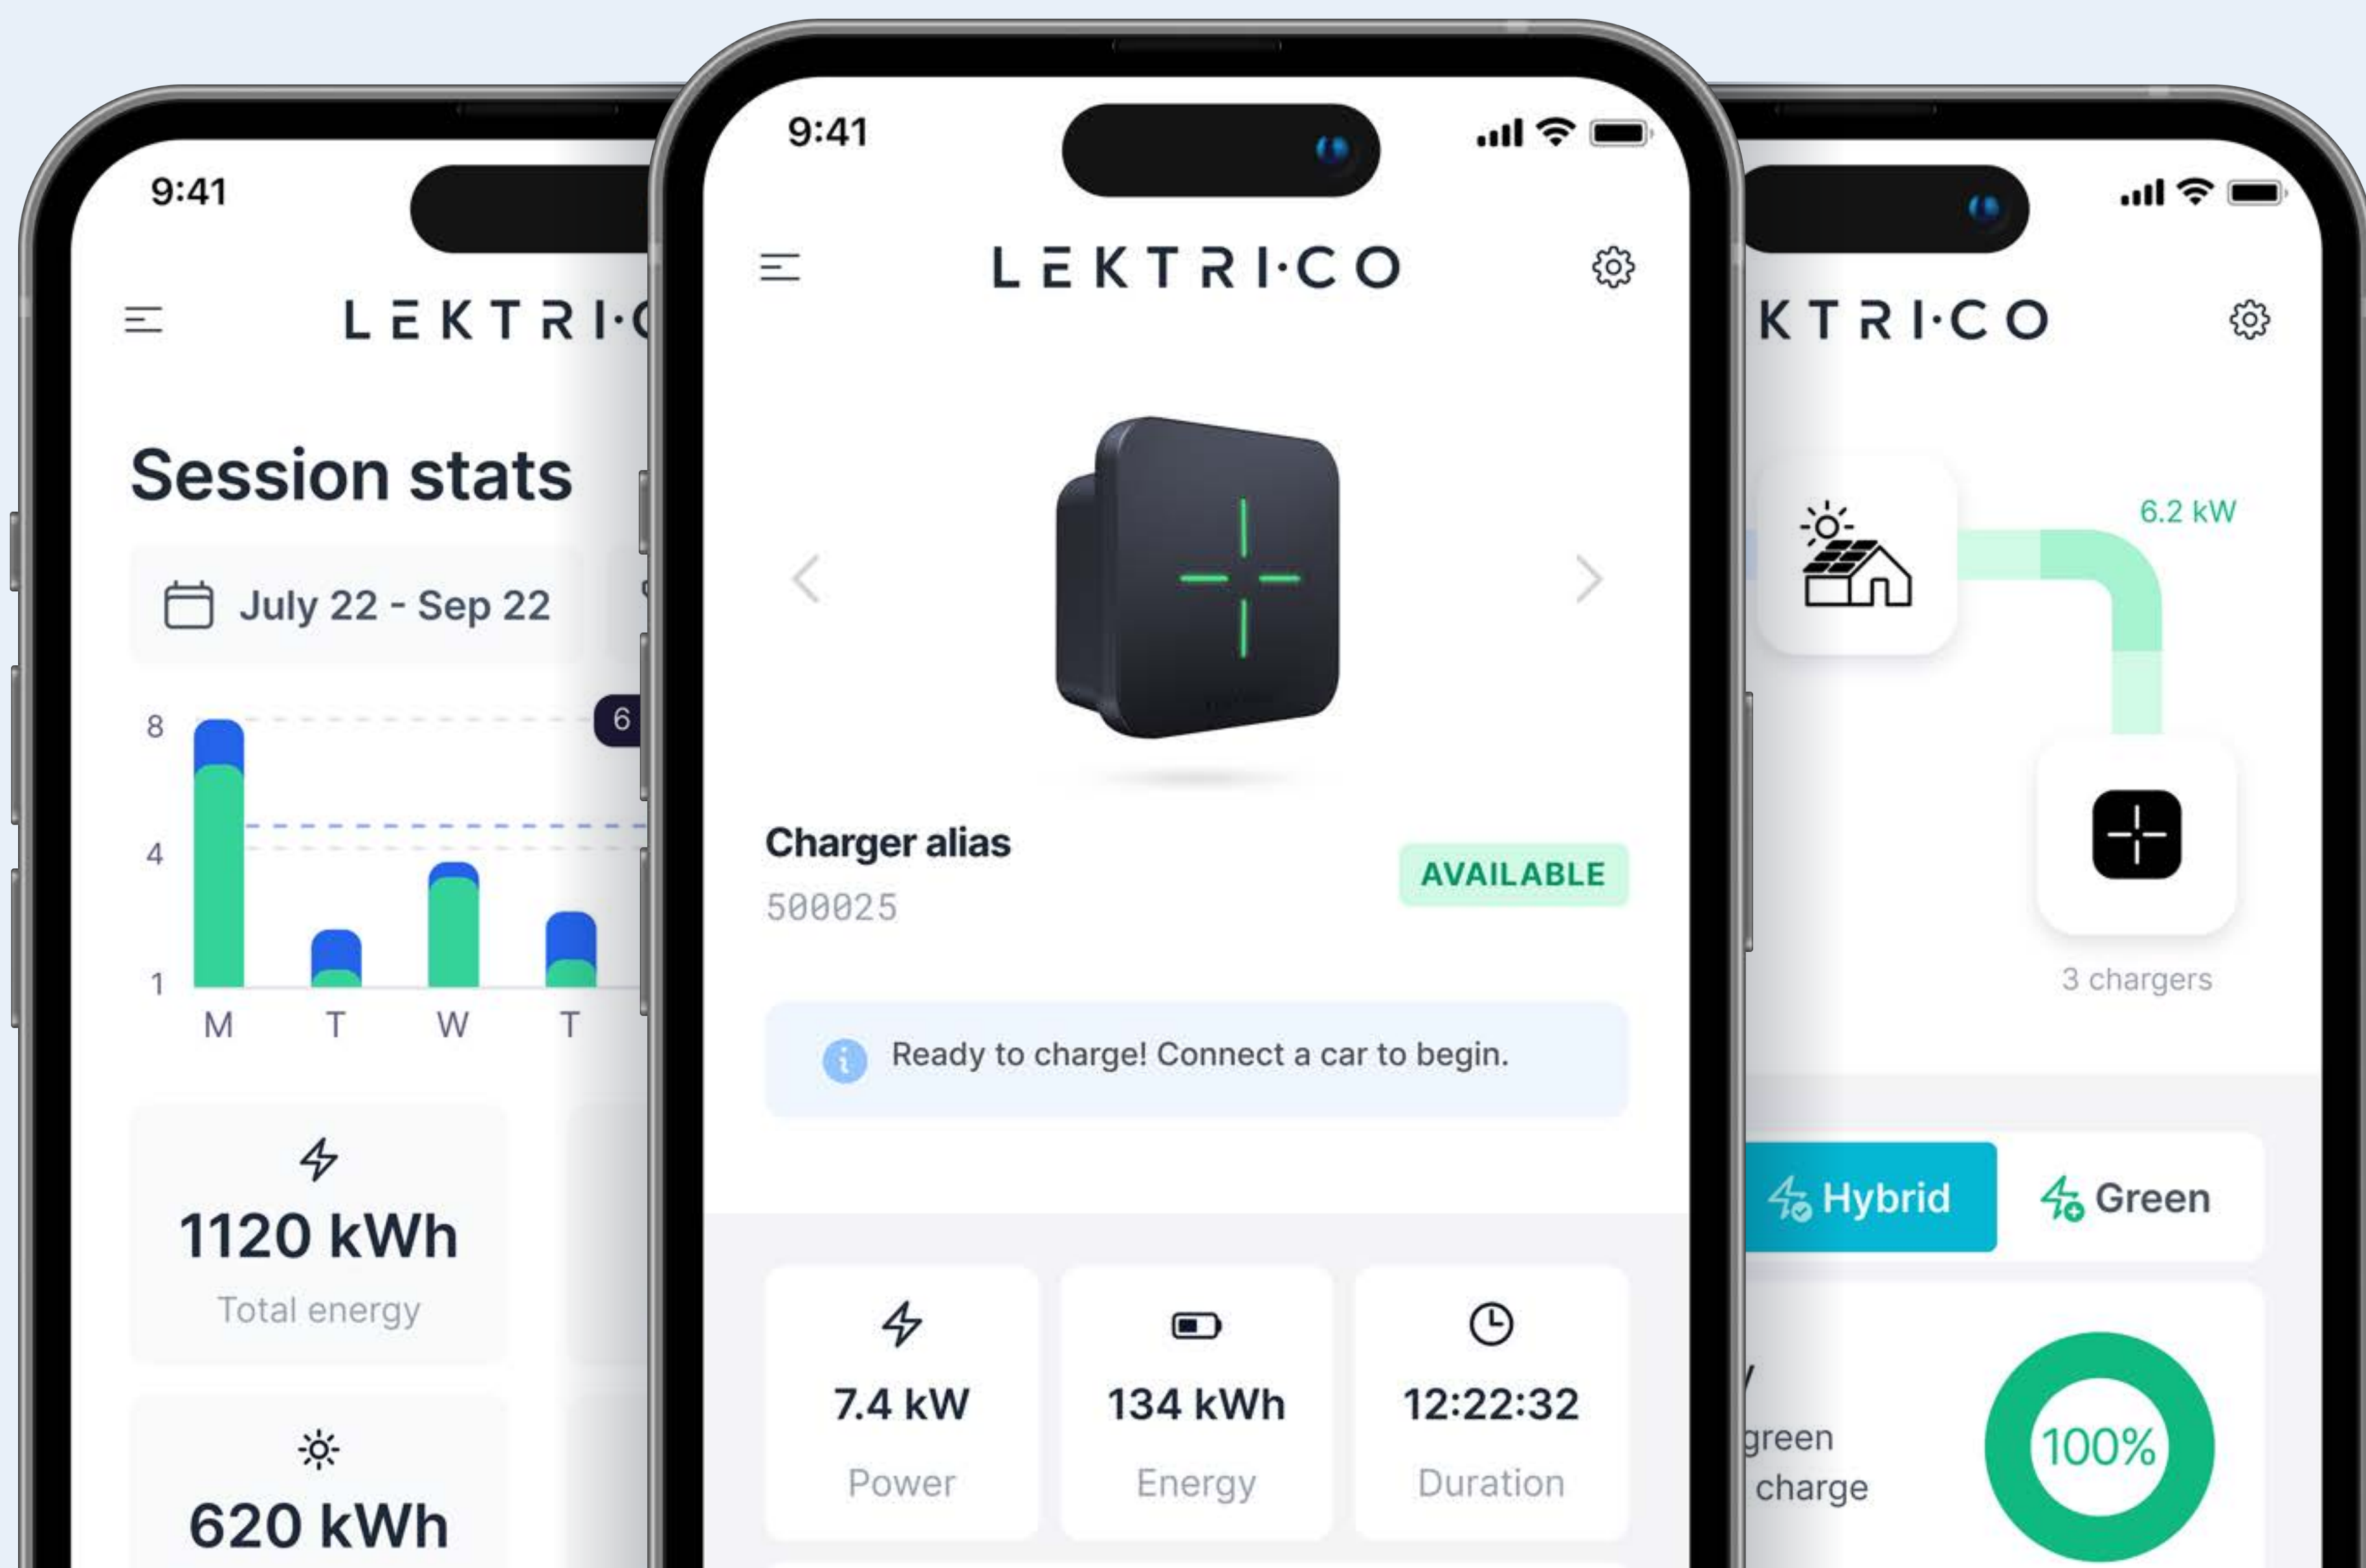 9:41
LEKTRI·C
Session stats
July 22 - Sep 22
8
6
4
1
M T W T
1120 kWh
Total energy
620 kWh
9:41
LEKTRI·CO
Charger alias
500025
AVAILABLE
Ready to charge! Connect a car to begin.
7.4 kW
Power
134 kWh
Energy
12:22:32
Duration
KTRI·CO
6.2 kW
3 chargers
Hybrid
Green
green
charge
100%